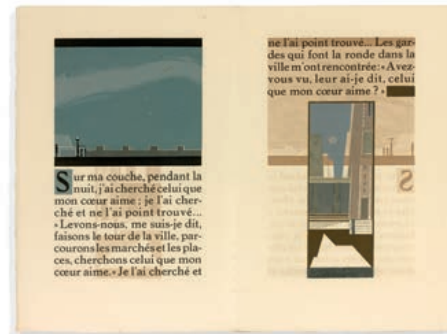 Sur ma couche, pendant la
nuit, j'ai cherché celui que
mon cœur aime ; je l'ai cher-
ché et ne l'ai point trouvé...
« Levons-nous, me suis-je dit,
faisons le tour de la ville, par-
courons les marchés et les pla-
ces, cherchons celui que mon
cœur aime. » Je l'ai cherché et
ne l'ai point trouvé... Les gar-
des qui font la ronde dans la
ville m'ont rencontrée : « Avez-
vous vu, leur ai-je dit, celui
que mon cœur aime ? »